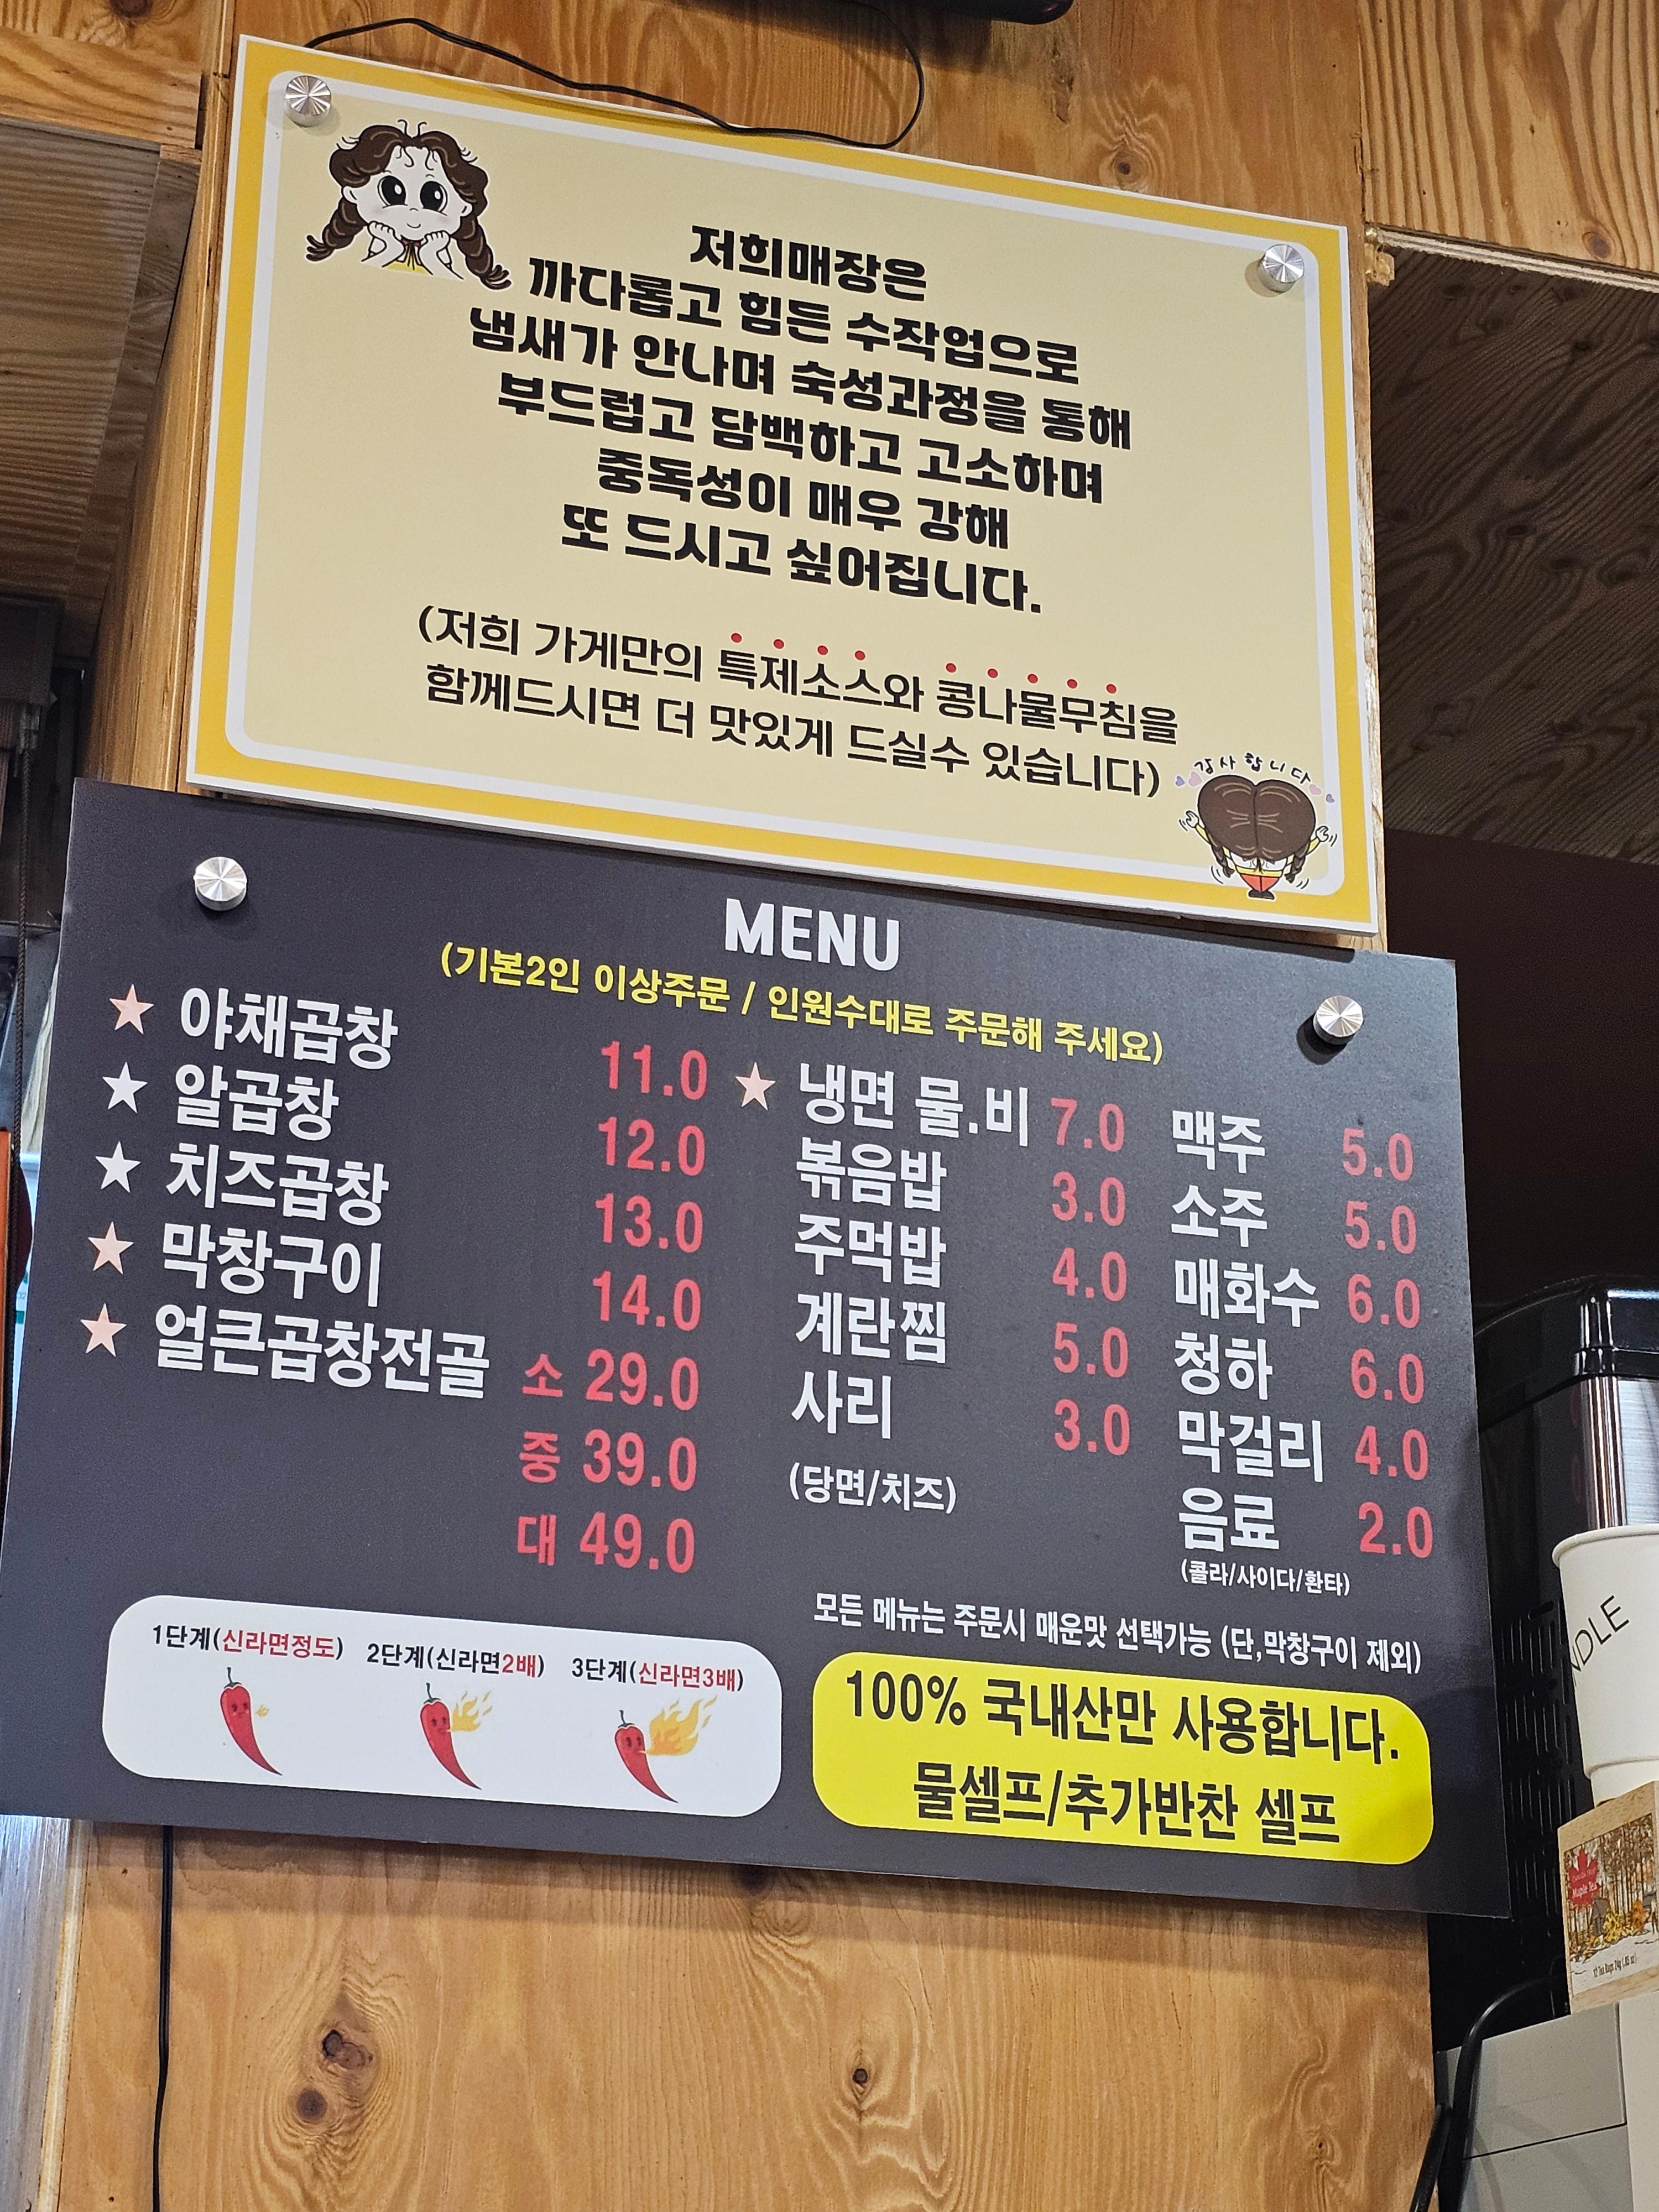 저희매장은
까다롭고 힘든 수작업으로
냄새가 안나며 숙성과정을 통해
부드럽고 담백하고 고소하며
중독성이 매우 강해
또 드시고 싶어집니다.
(저희 가게만의 특제소스와 콩나물무침을
함께드시면 더 맛있게 드실수 있습니다)
감사합니다
MENU
(기본2인 이상주문 / 인원수대로 주문해 주세요)
★ 야채곱창 11.0
★ 알곱창 12.0
★ 치즈곱창 13.0
★ 막창구이 14.0
★ 얼큰곱창전골 소 29.0
중 39.0
대 49.0
★ 냉면 물.비 7.0
볶음밥 3.0
주먹밥 4.0
계란찜 5.0
사리 3.0
(당면/치즈)
맥주 5.0
소주 5.0
매화수 6.0
청하 6.0
막걸리 4.0
음료 2.0
(콜라/사이다/환타)
모든 메뉴는 주문시 매운맛 선택가능 (단,막창구이 제외)
1단계(신라면정도) 2단계(신라면2배) 3단계(신라면3배)
100% 국내산만 사용합니다.
물셀프/추가반찬 셀프
NDLE
Maple Tea